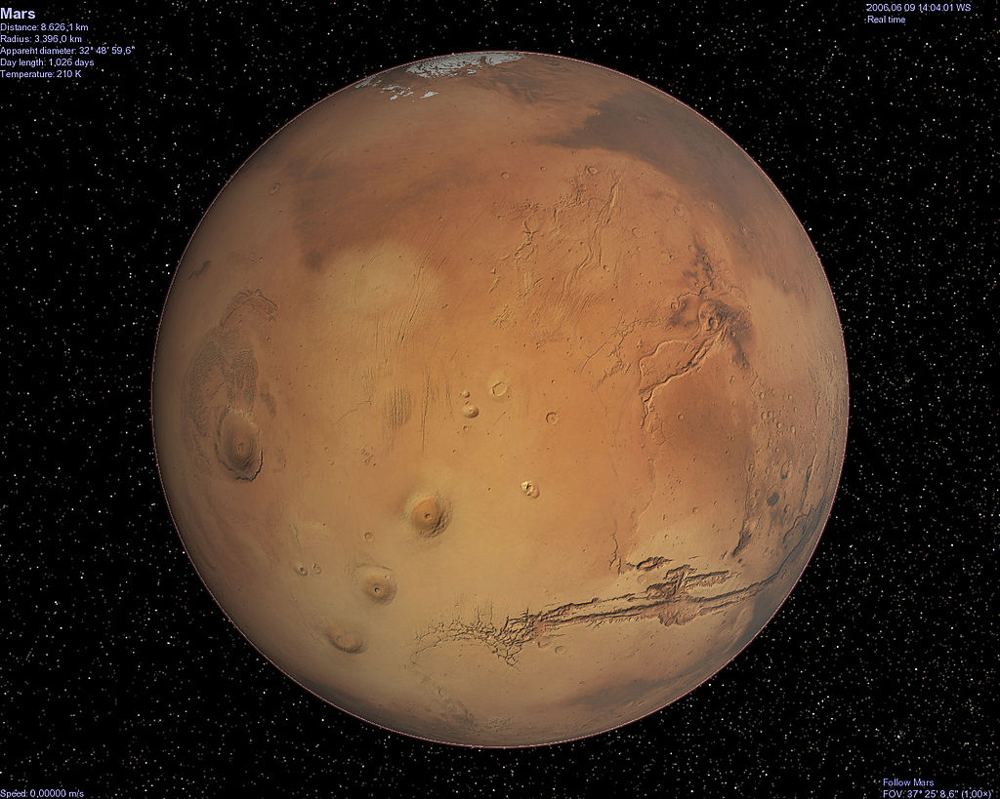 Mars
Distance: 8.626,1 km
Radius: 3.396,0 km
Apparent diameter: 32° 48' 59,6"
Day length: 1,026 days
Temperature: 210 K
2006 06 09 14:04:01 WS
Real time
Speed: 0,00000 m/s
Follow Mars
FOV: 37° 25' 8,6" (1,00×)